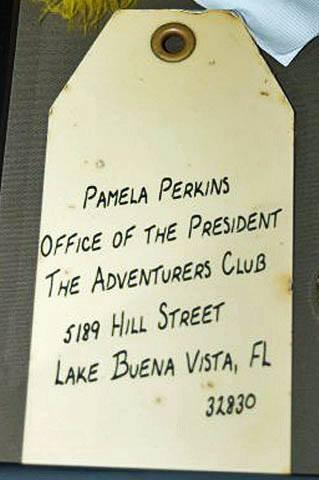 Pamela Perkins
Office of the President
The Adventurers Club
5189 Hill Street
Lake Buena Vista, FL
32830